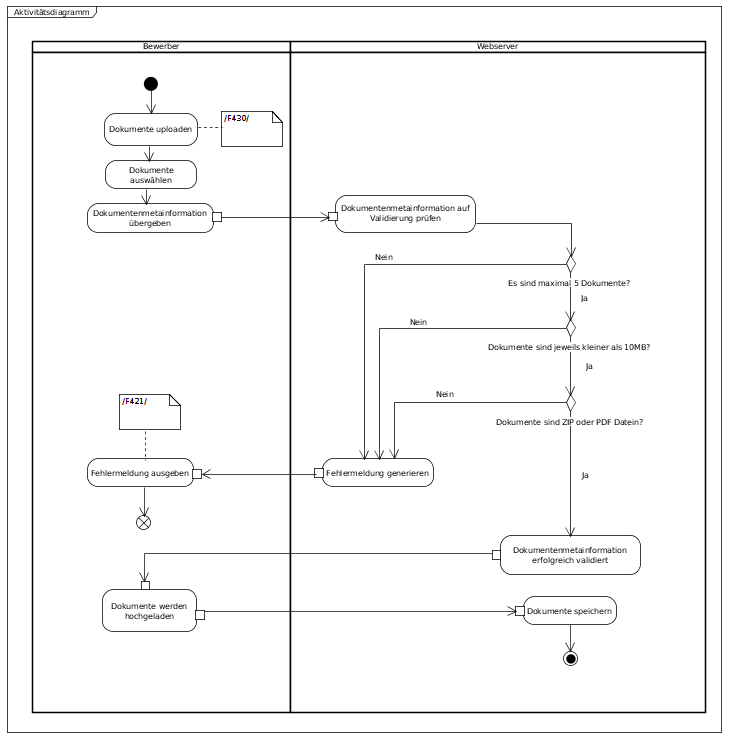 Aktivitätsdiagramm
Bewerber
Webserver
Dokumente uploaden
/F430/
Dokumente
auswählen
Dokumentenmetainformation
übergeben
Dokumentenmetainformation auf
Validierung prüfen
Nein
Es sind maximal 5 Dokumente?
Ja
Nein
Dokumente sind jeweils kleiner als 10MB?
Ja
Nein
/F421/
Dokumente sind ZIP oder PDF Datein?
Fehlermeldung ausgeben
Fehlermeldung generieren
Ja
Dokumentenmetainformation
erfolgreich validiert
Dokumente werden
hochgeladen
Dokumente speichern